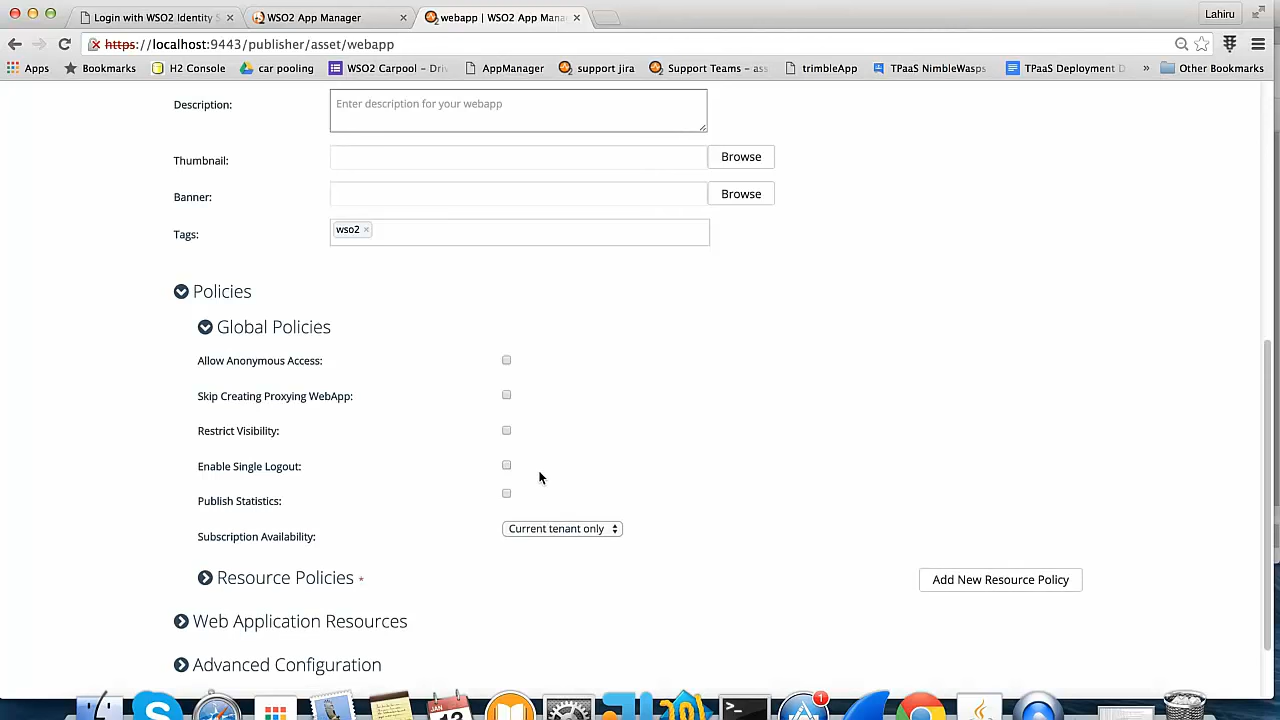 Login with WSO2 Identity S
WSO2 App Manager
webapp | WSO2 App Mana
Lahiru
https://localhost:9443/publisher/asset/webapp
Apps
Bookmarks
H2 Console
car pooling
WSO2 Carpool - Driv
AppManager
support jira
Support Teams - ass
trimbleApp
TPaaS NimbleWasps
TPaaS Deployment D
»
Other Bookmarks
Description:
Enter description for your webapp
Thumbnail:
Browse
Banner:
Browse
Tags:
wso2 ×
Policies
Global Policies
Allow Anonymous Access:
Skip Creating Proxying WebApp:
Restrict Visibility:
Enable Single Logout:
Publish Statistics:
Subscription Availability:
Current tenant only
Resource Policies *
Add New Resource Policy
Web Application Resources
Advanced Configuration
1